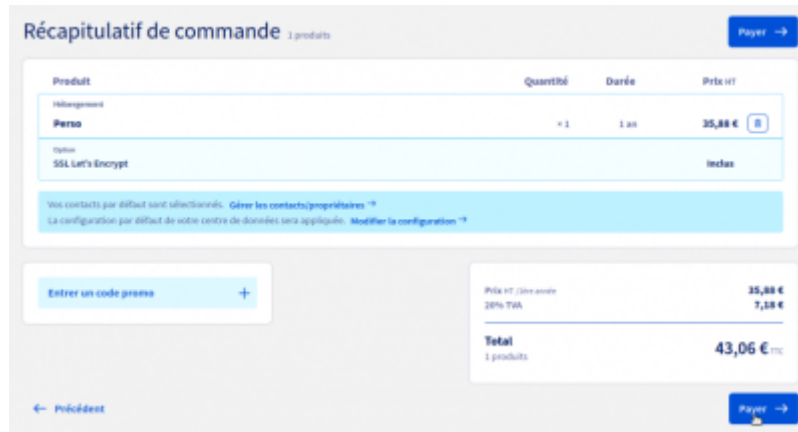 Récapitulatif de commande 1 produits
Payer →
Produit Quantité Durée Prix HT
Hébergement
Perso × 1 1 an 35,88 €
Option
SSL Let's Encrypt Inclus
Vos contacts par défaut sont sélectionnés. Gérer les contacts/propriétaires →
La configuration par défaut de votre centre de données sera appliquée. Modifier la configuration →
Entrer un code promo +
Prix HT /1ère année 35,88 €
20% TVA 7,18 €
Total 43,06 € TTC
1 produits
← Précédent
Payer →